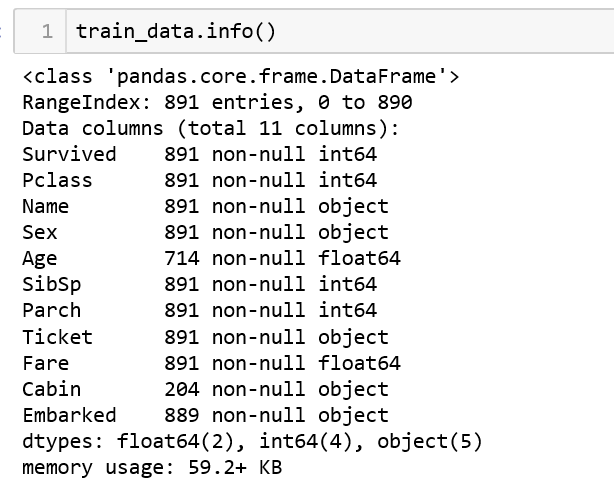 1 train_data.info()
<class 'pandas.core.frame.DataFrame'>
RangeIndex: 891 entries, 0 to 890
Data columns (total 11 columns):
Survived    891 non-null int64
Pclass      891 non-null int64
Name        891 non-null object
Sex         891 non-null object
Age         714 non-null float64
SibSp       891 non-null int64
Parch       891 non-null int64
Ticket      891 non-null object
Fare        891 non-null float64
Cabin       204 non-null object
Embarked    889 non-null object
dtypes: float64(2), int64(4), object(5)
memory usage: 59.2+ KB